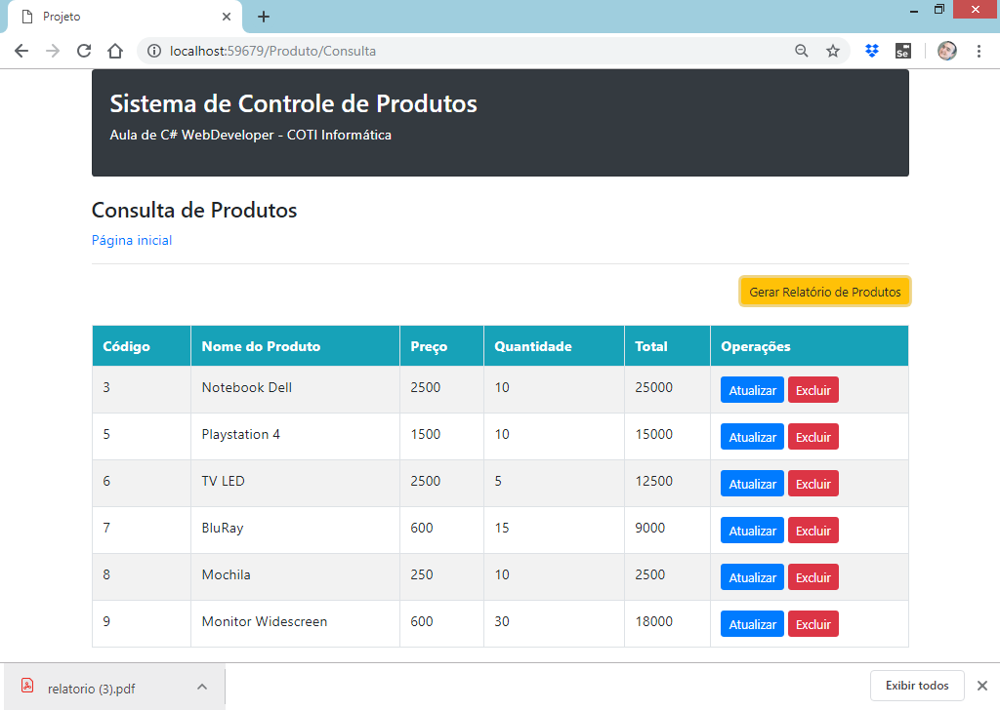 Projeto
localhost:59679/Produto/Consulta
Se
Sistema de Controle de Produtos
Aula de C# WebDeveloper - COTI Informática
Consulta de Produtos
Página inicial
Gerar Relatório de Produtos
Código Nome do Produto Preço Quantidade Total Operações
3 Notebook Dell 2500 10 25000 Atualizar Excluir
5 Playstation 4 1500 10 15000 Atualizar Excluir
6 TV LED 2500 5 12500 Atualizar Excluir
7 BluRay 600 15 9000 Atualizar Excluir
8 Mochila 250 10 2500 Atualizar Excluir
9 Monitor Widescreen 600 30 18000 Atualizar Excluir
relatorio (3).pdf Exibir todos